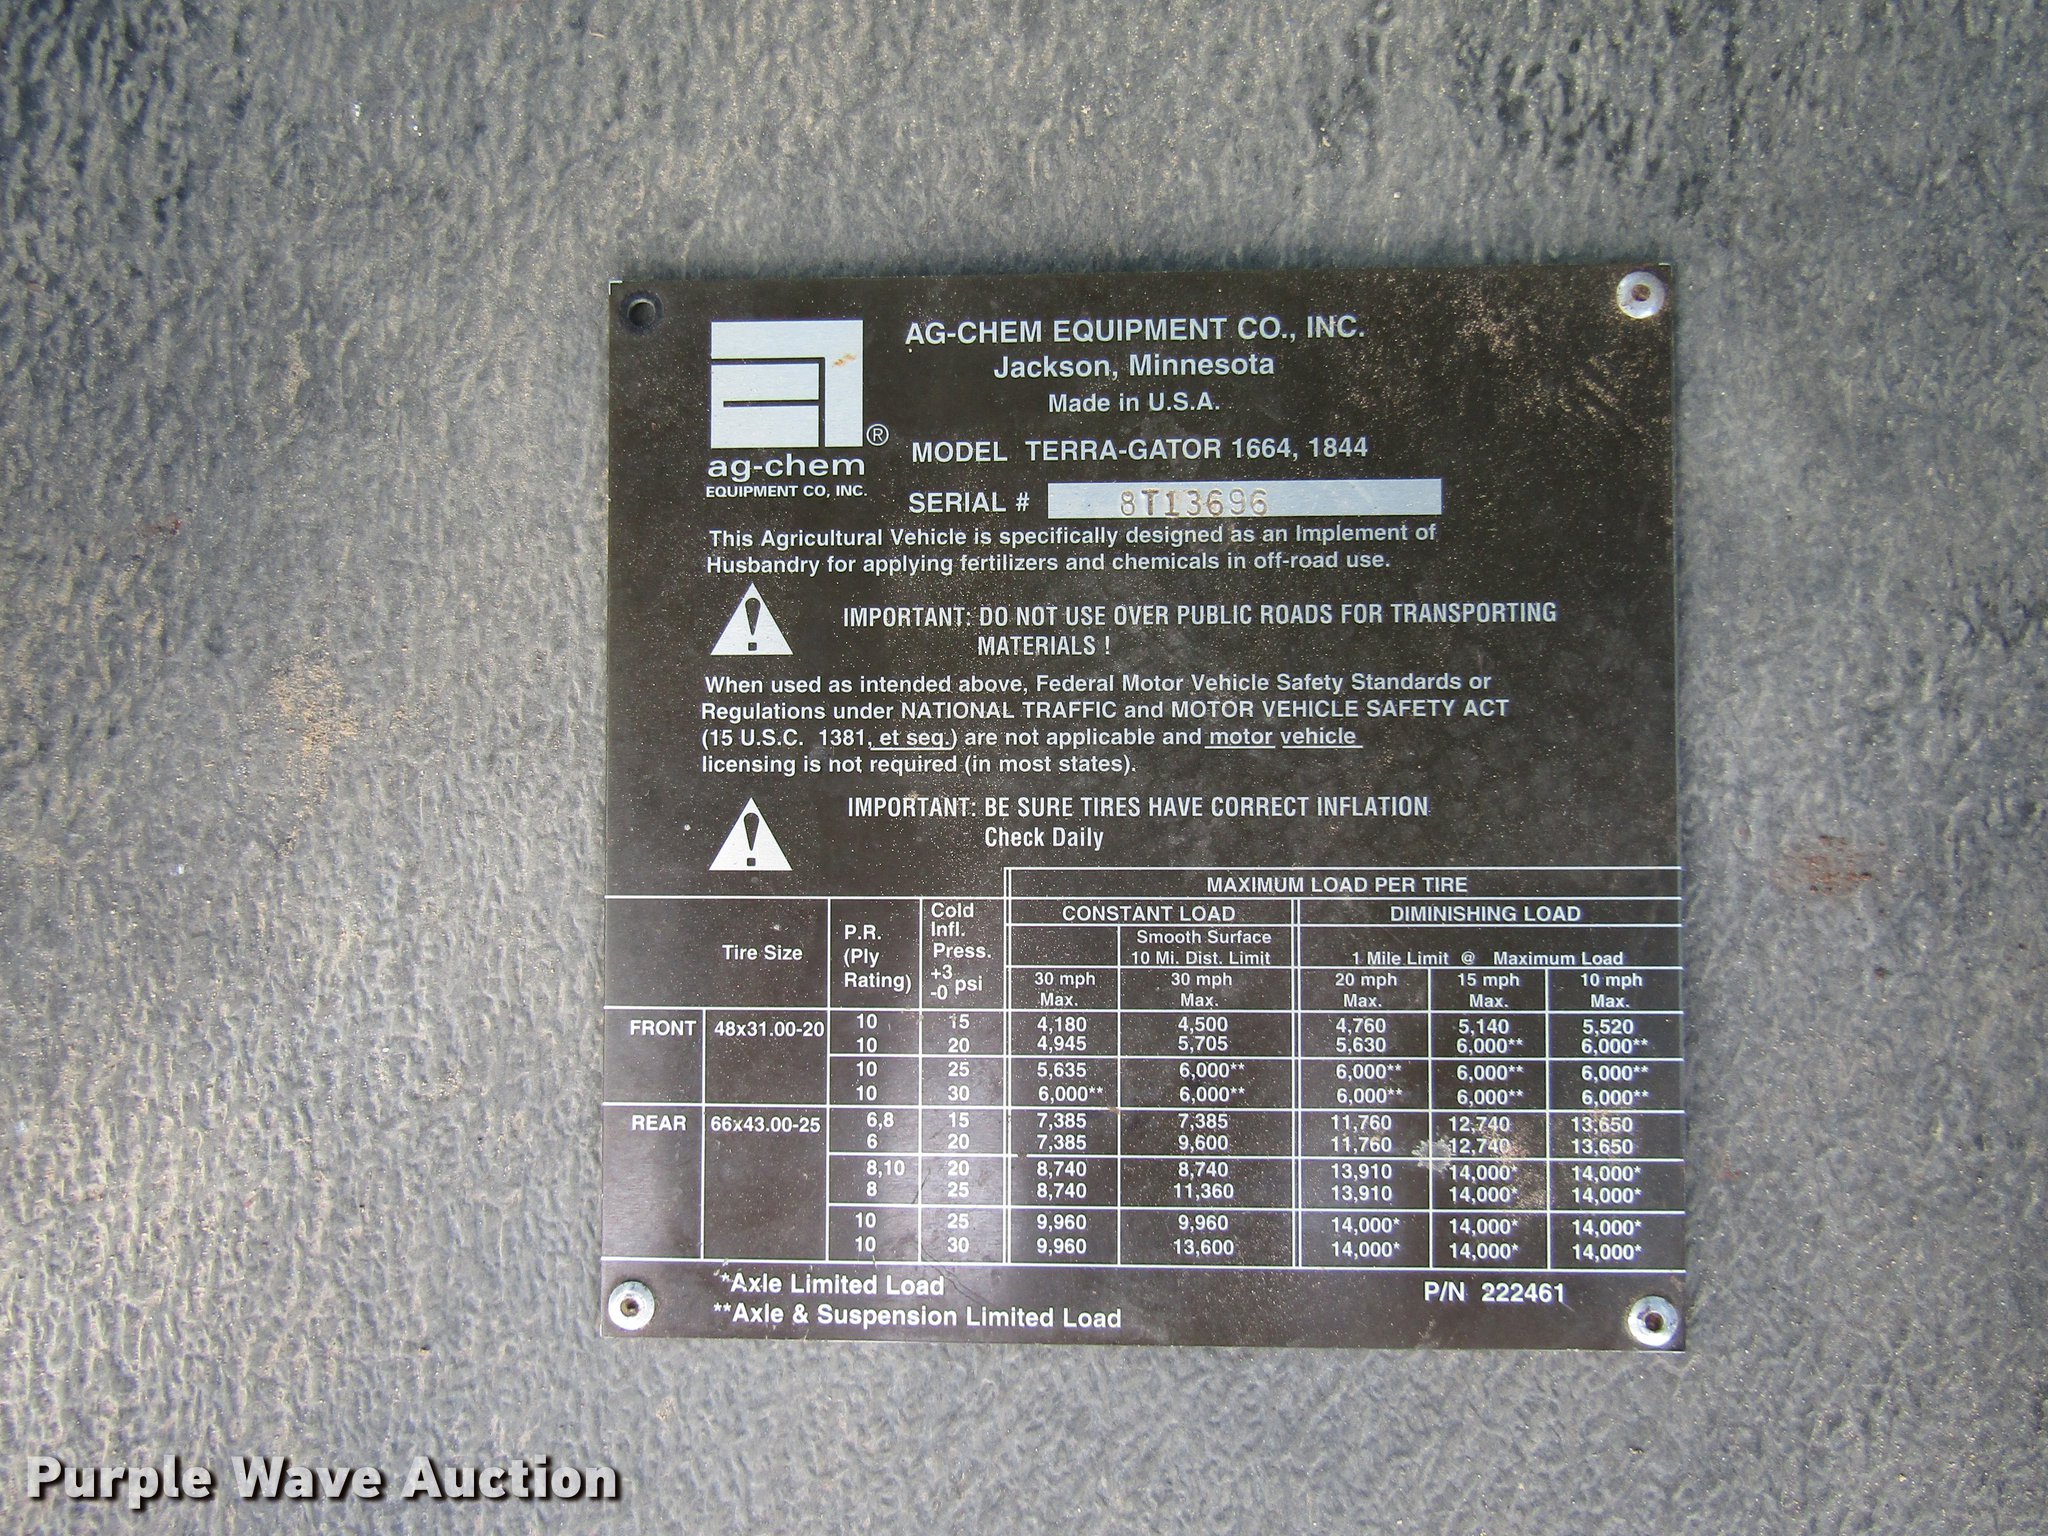 AG-CHEM EQUIPMENT CO., INC.
Jackson, Minnesota
Made in U.S.A.
®
ag-chem
EQUIPMENT CO, INC.
MODEL TERRA-GATOR 1664, 1844
SERIAL # 8T13696
This Agricultural Vehicle is specifically designed as an Implement of
Husbandry for applying fertilizers and chemicals in off-road use.
IMPORTANT: DO NOT USE OVER PUBLIC ROADS FOR TRANSPORTING
MATERIALS !
When used as intended above, Federal Motor Vehicle Safety Standards or
Regulations under NATIONAL TRAFFIC and MOTOR VEHICLE SAFETY ACT
(15 U.S.C. 1381, et seq.) are not applicable and motor vehicle
licensing is not required (in most states).
IMPORTANT: BE SURE TIRES HAVE CORRECT INFLATION
Check Daily
MAXIMUM LOAD PER TIRE
CONSTANT LOAD DIMINISHING LOAD
Tire Size
P.R.
(Ply
Rating)
Cold
Infl.
Press.
+3
-0 psi
Smooth Surface
10 Mi. Dist. Limit
1 Mile Limit @ Maximum Load
30 mph 30 mph 20 mph 15 mph 10 mph
Max. Max. Max. Max. Max.
FRONT 48x31.00-20 10 15 4,180 4,500 4,760 5,140 5,520
10 20 4,945 5,705 5,630 6,000** 6,000**
10 25 5,635 6,000** 6,000** 6,000** 6,000**
10 30 6,000** 6,000** 6,000** 6,000** 6,000**
REAR 66x43.00-25 6,8 15 7,385 7,385 11,760 12,740 13,650
6 20 7,385 9,600 11,760 12,740 13,650
8,10 20 8,740 8,740 13,910 14,000* 14,000*
8 25 8,740 11,360 13,910 14,000* 14,000*
10 25 9,960 9,960 14,000* 14,000* 14,000*
10 30 9,960 13,600 14,000* 14,000* 14,000*
*Axle Limited Load P/N 222461
**Axle & Suspension Limited Load
Purple Wave Auction